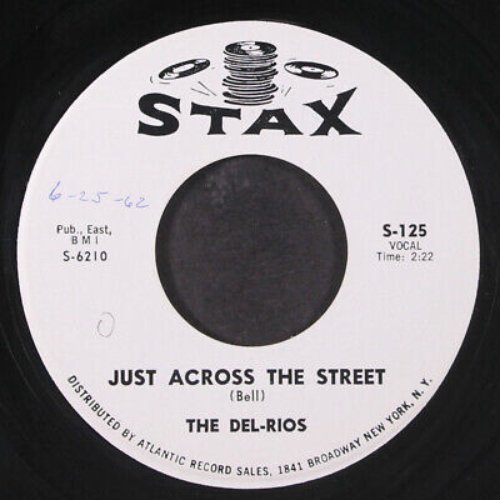 STAX
6-25-62
Pub., East,
BMI
S-6210
S-125
VOCAL
Time: 2:22
O
JUST ACROSS THE STREET
(Bell)
THE DEL-RIOS
DISTRIBUTED BY ATLANTIC RECORD SALES, 1841 BROADWAY NEW YORK, N. Y.